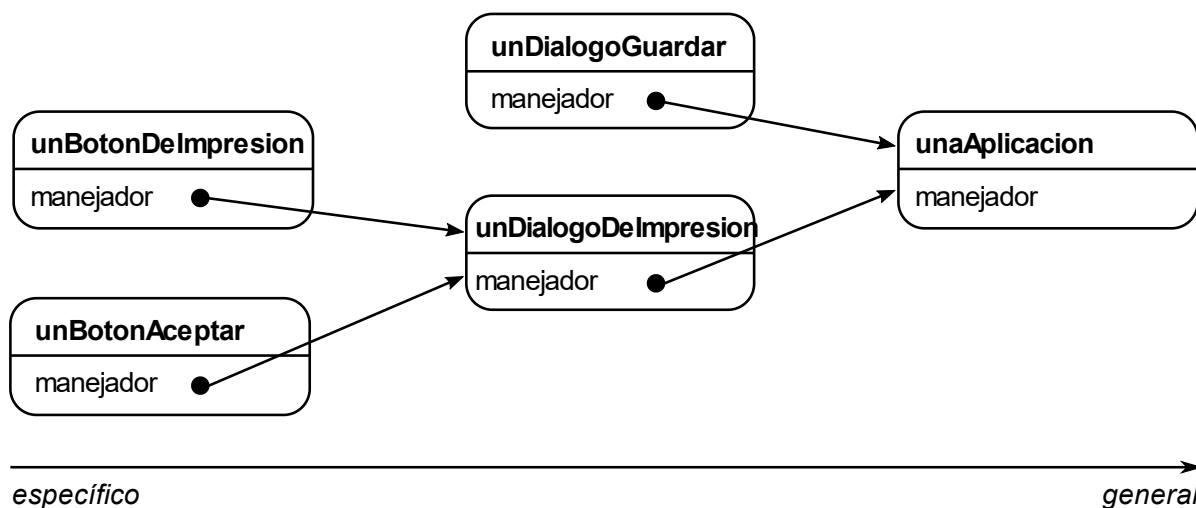 unDialogoGuardar
manejador
unBotonDeImpresion
manejador
unaAplicacion
manejador
unDialogoDeImpresion
manejador
unBotonAceptar
manejador
específico
general